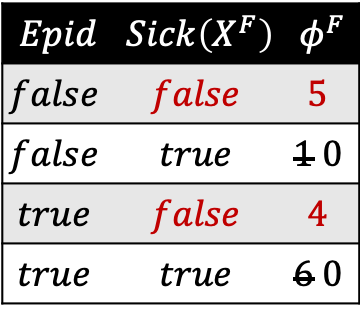 Epid Sick(X^F) ϕ^F
false false 5
false true 1 0
true false 4
true true 6 0